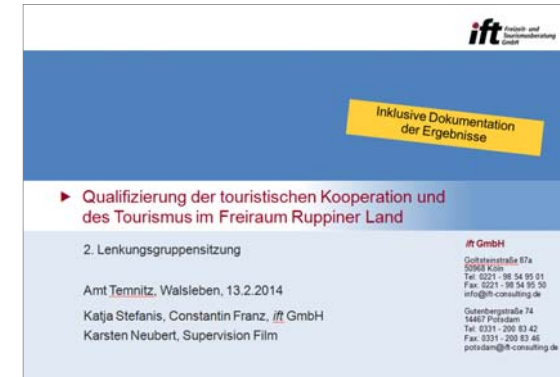 ift Freizeit- und
Tourismusberatung
GmbH
Inklusive Dokumentation
der Ergebnisse
► Qualifizierung der touristischen Kooperation und
des Tourismus im Freiraum Ruppiner Land
2. Lenkungsgruppensitzung
Amt Temnitz, Walsleben, 13.2.2014
Katja Stefanis, Constantin Franz, ift GmbH
Karsten Neubert, Supervision Film
ift GmbH
Goltsteinstraße 87a
50968 Köln
Tel: 0221 - 98 54 95 01
Fax: 0221 - 98 54 95 50
info@ift-consulting.de
Gutenbergstraße 74
14467 Potsdam
Tel: 0331 - 200 83 42
Fax: 0331 - 200 83 46
potsdam@ift-consulting.de